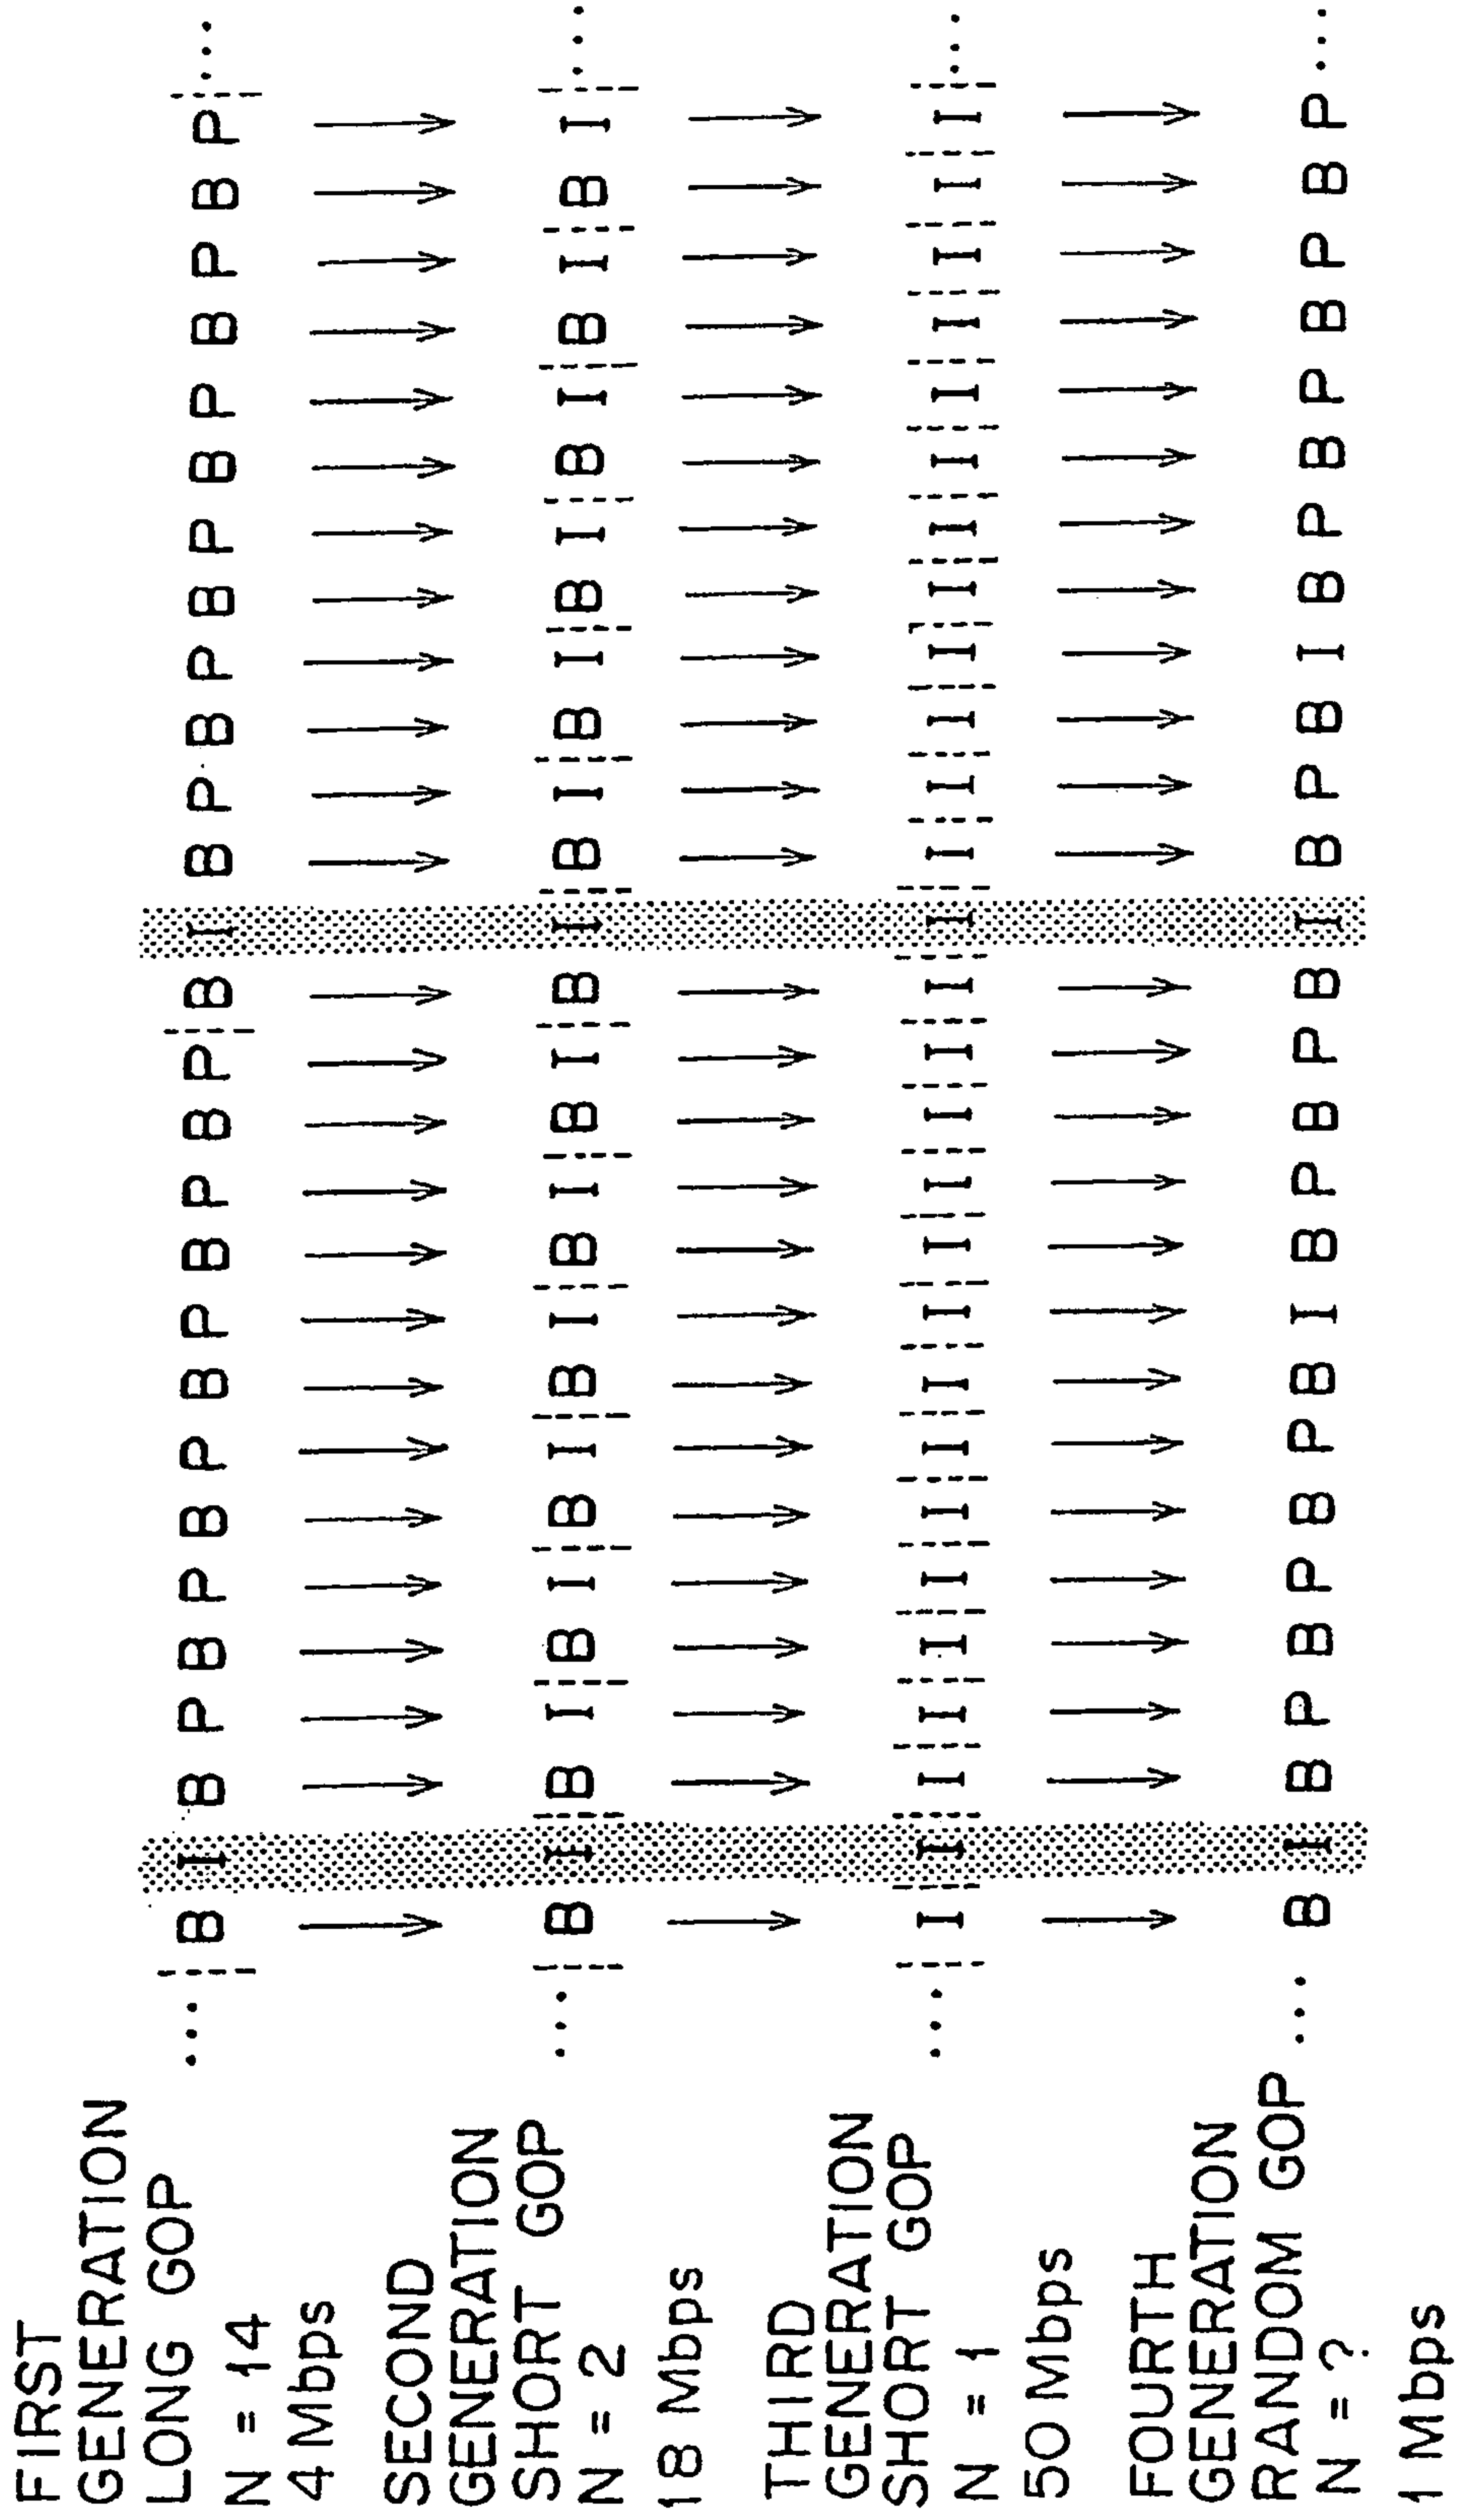 FIRST
GENERATION
LONG GOP
N = 14
4 Mbps
... B I B P B P B P B P B P B P B I B P B P B P B P B P B P ...
SECOND
GENERATION
SHORT GOP
N = 2
18 Mbps
... B I B I B I B I B I B I B I B I B I B I B I B I B I B I ...
THIRD
GENERATION
SHORT GOP
N = 1
50 Mbps
... I I I I I I I I I I I I I I I I I I I I I I I I I I I I ...
FOURTH
GENERATION
RANDOM GOP
N = ?
1 Mbps
... B I B P B P B P B I B P B P B I B P B I B P B P B P B P ...